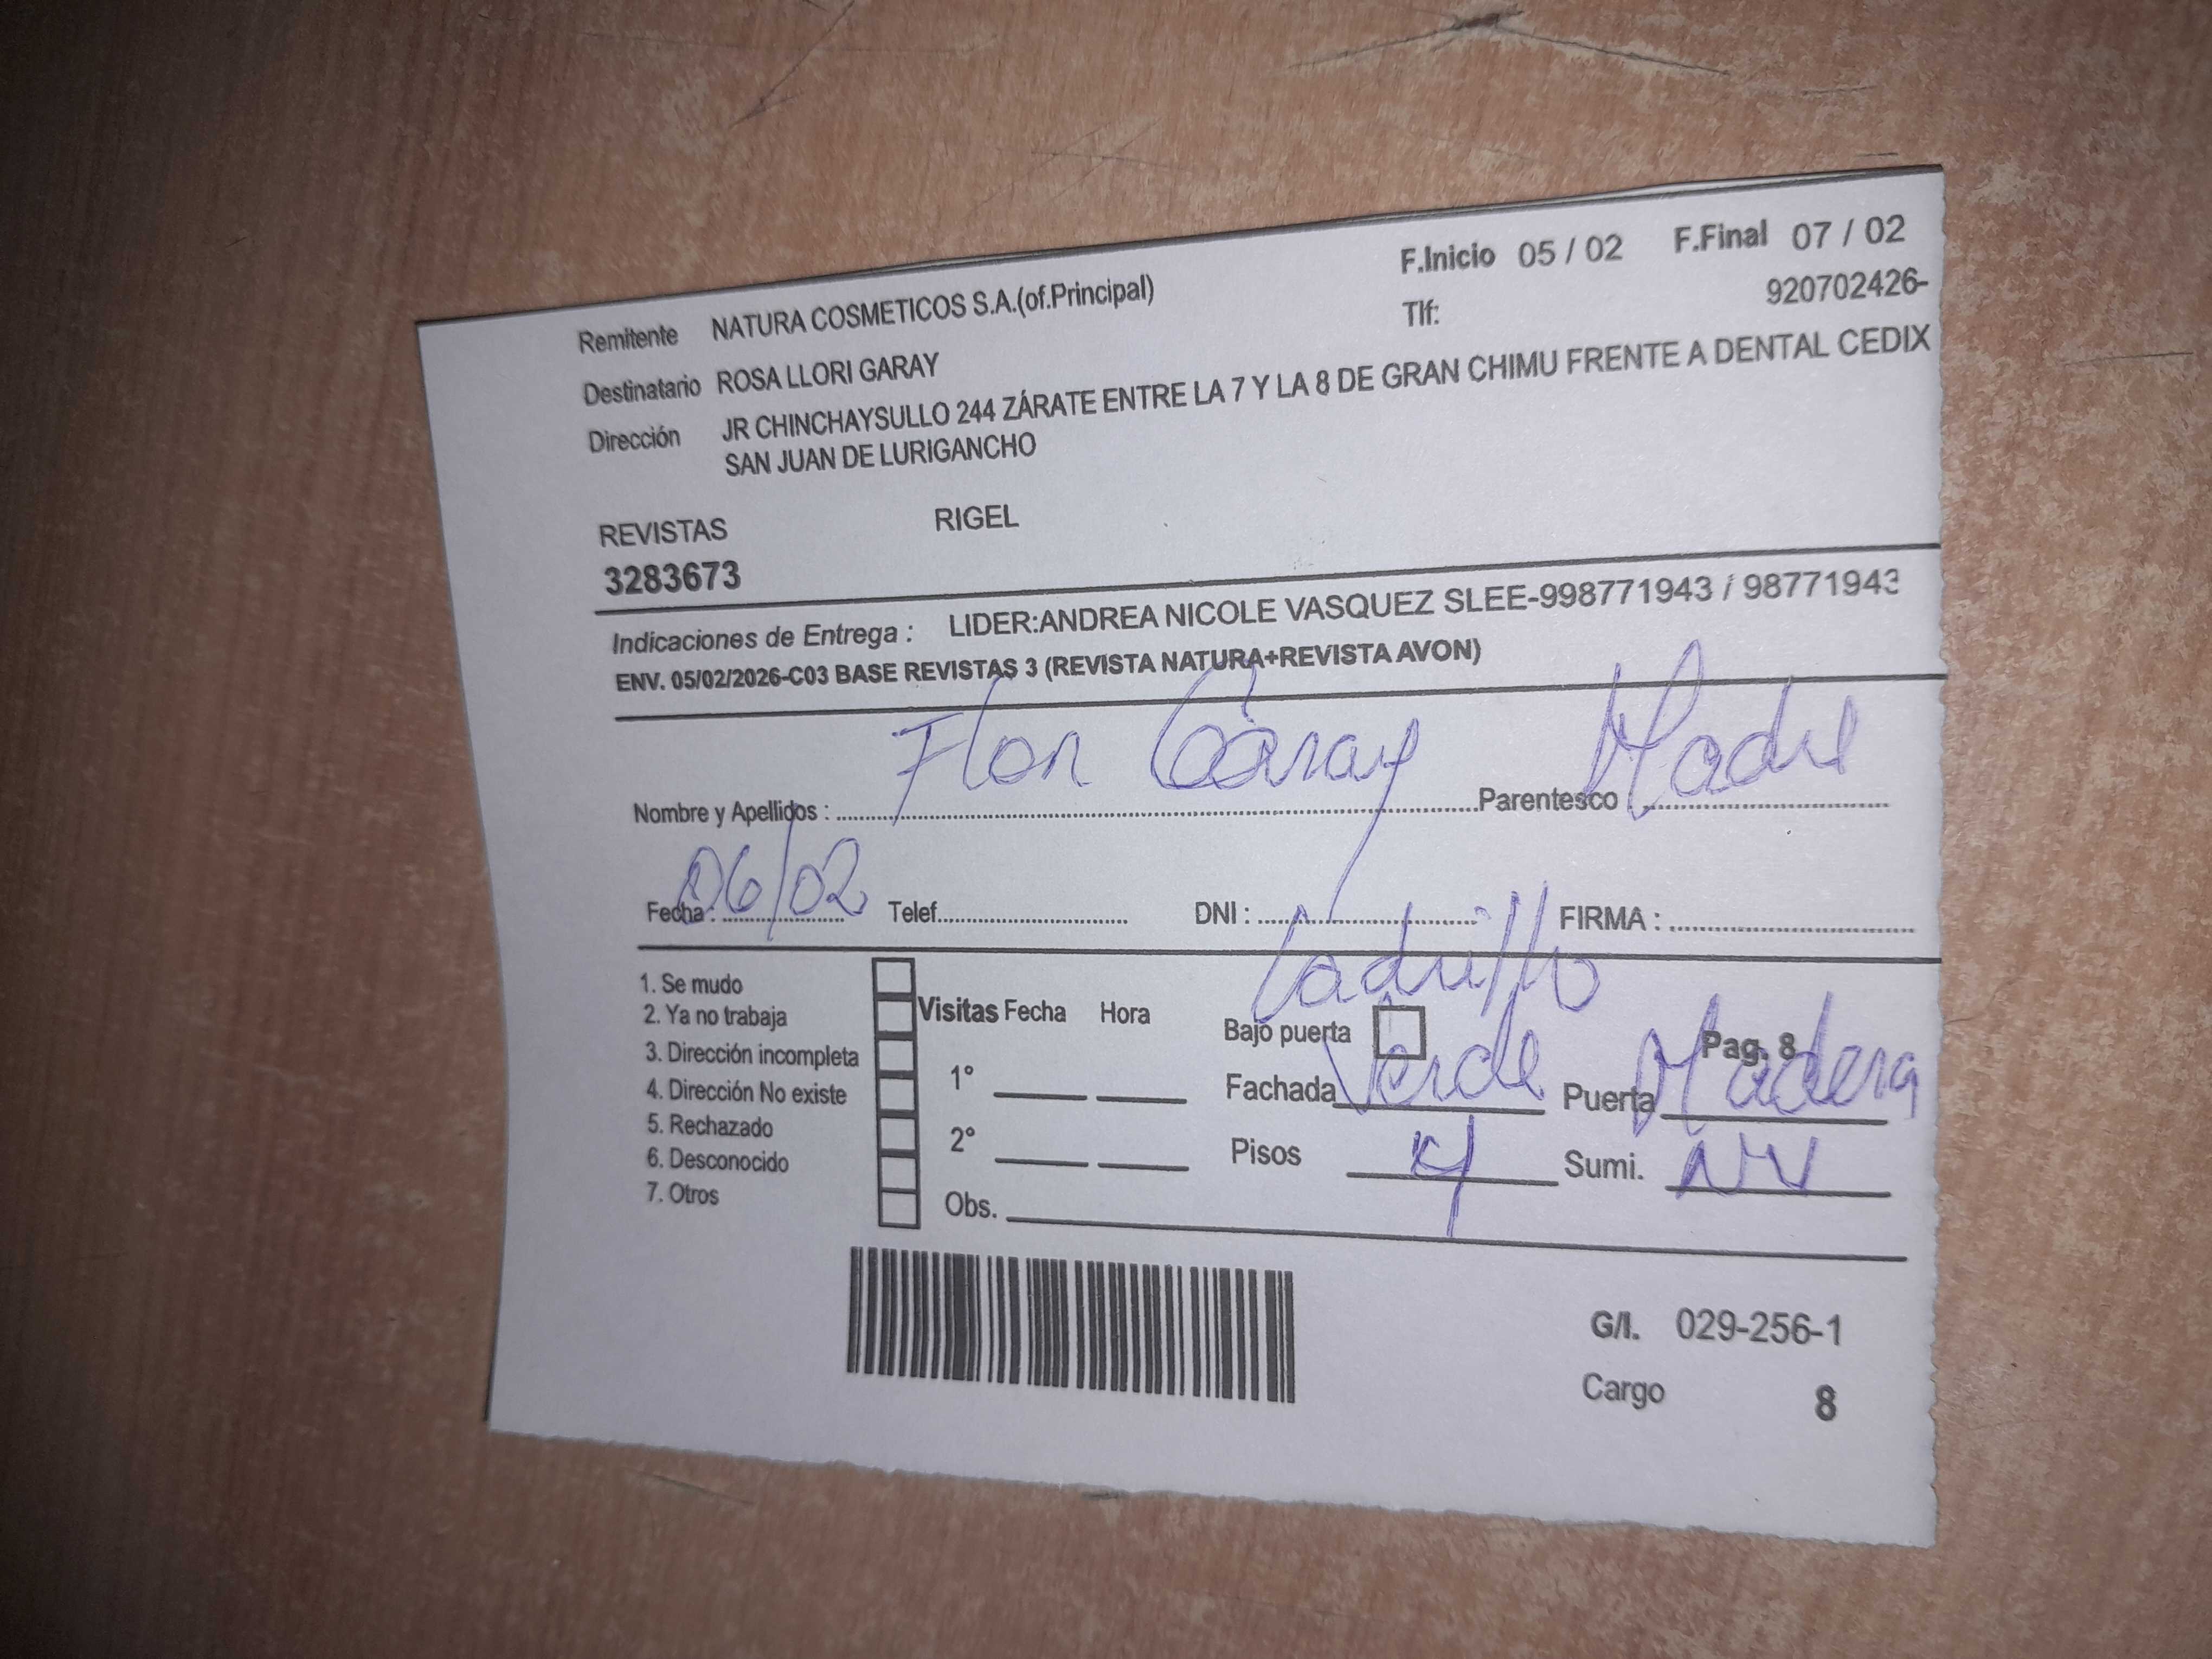 F.Inicio 05 / 02 F.Final 07 / 02
Remitente NATURA COSMETICOS S.A.(of.Principal) Tlf: 920702426-
Destinatario ROSA LLORI GARAY
Dirección JR CHINCHAYSULLO 244 ZÁRATE ENTRE LA 7 Y LA 8 DE GRAN CHIMU FRENTE A DENTAL CEDIX
SAN JUAN DE LURIGANCHO
REVISTAS RIGEL
3283673
Indicaciones de Entrega : LIDER:ANDREA NICOLE VASQUEZ SLEE-998771943 / 98771943
ENV. 05/02/2026-C03 BASE REVISTAS 3 (REVISTA NATURA+REVISTA AVON)
Nombre y Apellidos : Flor Garay Parentesco : Madre
Fecha : 06/02 Telef. DNI : FIRMA :
Ladrillo
1. Se mudo
2. Ya no trabaja
3. Dirección incompleta
4. Dirección No existe
5. Rechazado
6. Desconocido
7. Otros
Visitas Fecha Hora
1°
2°
Obs.
Bajo puerta Pag. 8
Fachada Verde Puerta Madera
Pisos 4 Sumi. NV
G/I. 029-256-1
Cargo 8